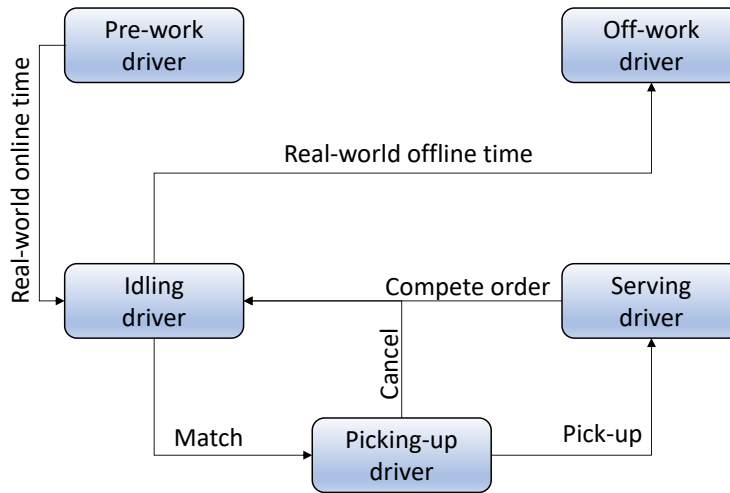 Pre-work
driver
Off-work
driver
Real-world online time
Real-world offline time
Idling
driver
Compete order
Serving
driver
Cancel
Match
Picking-up
driver
Pick-up